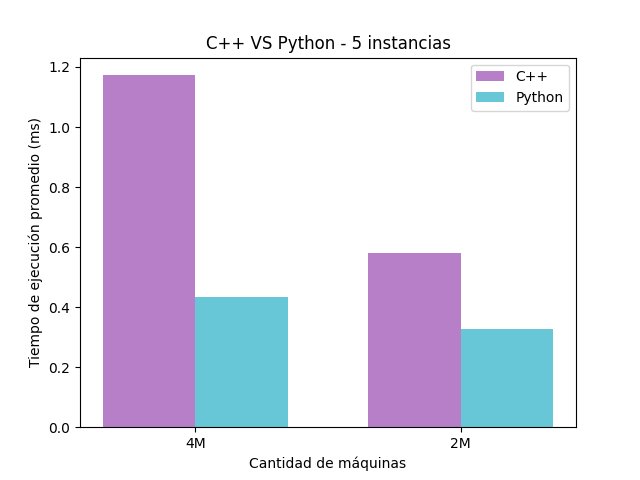 C++ VS Python - 5 instancias
C++
Python
Tiempo de ejecución promedio (ms)
1.2
1.0
0.8
0.6
0.4
0.2
0.0
4M
2M
Cantidad de máquinas